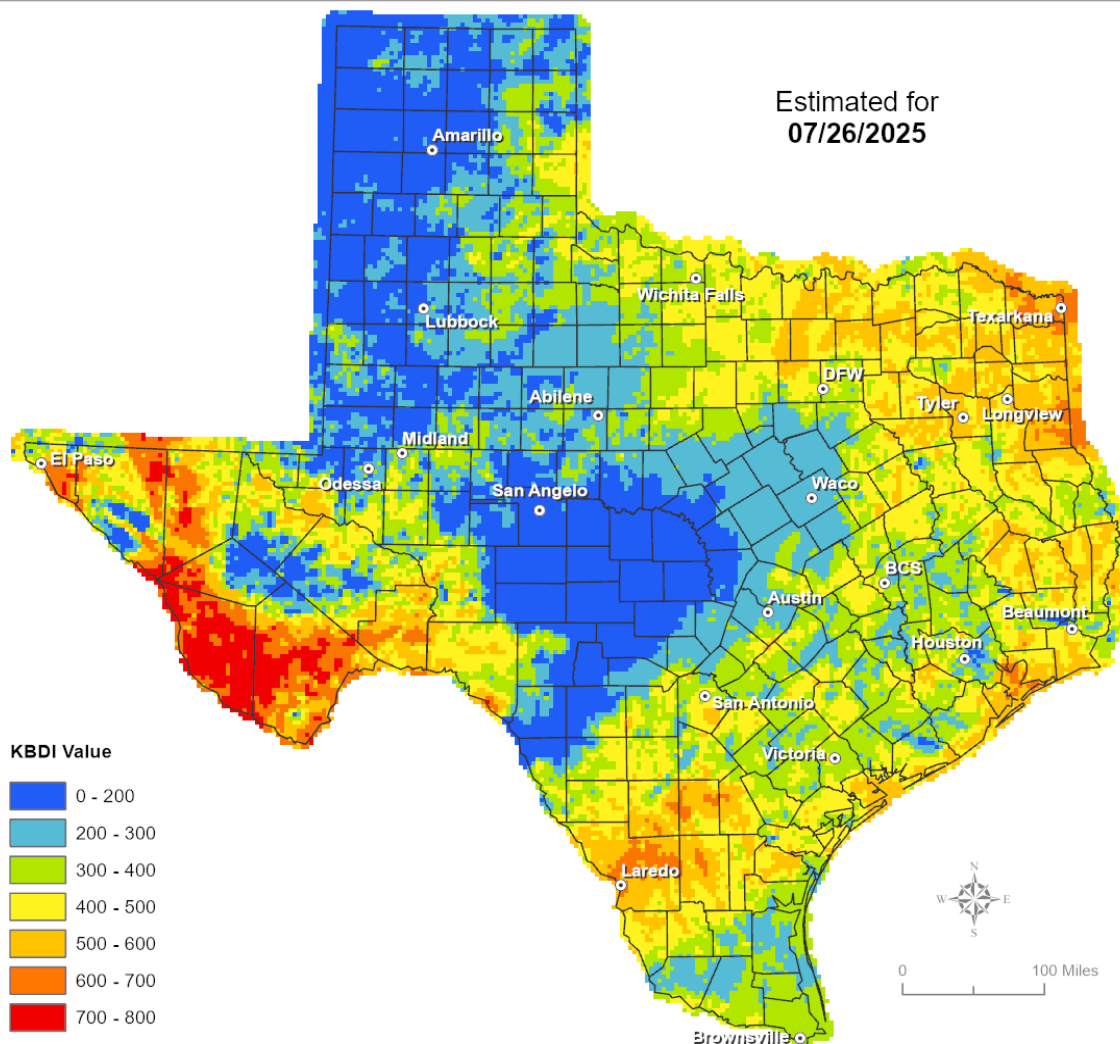 Estimated for
07/26/2025
Amarillo
Wichita Falls
Lubbock
Texarkana
DFW
Abilene
Tyler
Longview
Midland
El Paso
Odessa
San Angelo
Waco
BCS
Austin
Beaumont
Houston
San Antonio
Victoria
Laredo
Brownsville
KBDI Value
0 - 200
200 - 300
300 - 400
400 - 500
500 - 600
600 - 700
700 - 800
N
W E
S
0 100 Miles